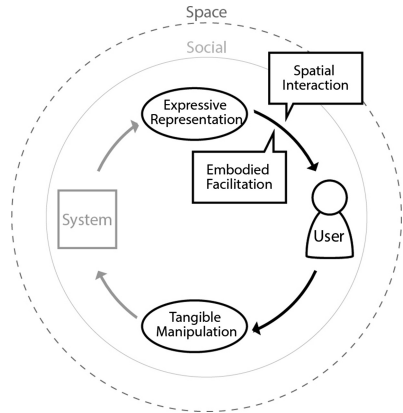 Space
Social
Spatial
Interaction
Expressive
Representation
Embodied
Facilitation
System
User
Tangible
Manipulation